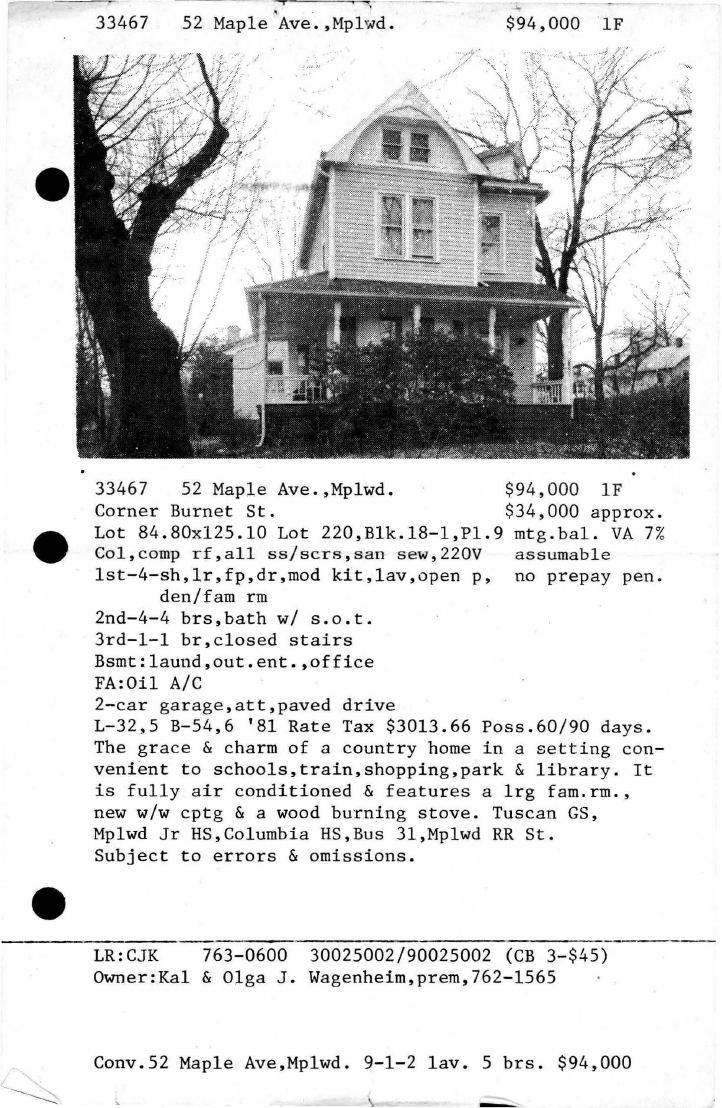 33467 52 Maple Ave.,Mplwd. $94,000 1F
33467 52 Maple Ave.,Mplwd. $94,000 1F
Corner Burnet St. $34,000 approx.
Lot 84.80x125.10 Lot 220,Blk.18-1,Pl.9 mtg.bal. VA 7%
Col,comp rf,all ss/scrs,san sew,220V assumable
1st-4-sh,lr,fp,dr,mod kit,lav,open p, no prepay pen.
den/fam rm
2nd-4-4 brs,bath w/ s.o.t.
3rd-1-1 br,closed stairs
Bsmt:laund,out.ent.,office
FA:Oil A/C
2-car garage,att,paved drive
L-32,5 B-54,6 '81 Rate Tax $3013.66 Poss.60/90 days.
The grace & charm of a country home in a setting con-
venient to schools,train,shopping,park & library. It
is fully air conditioned & features a lrg fam.rm.,
new w/w cptg & a wood burning stove. Tuscan GS,
Mplwd Jr HS,Columbia HS,Bus 31,Mplwd RR St.
Subject to errors & omissions.
LR:CJK 763-0600 30025002/90025002 (CB 3-$45)
Owner:Kal & Olga J. Wagenheim,prem,762-1565
Conv.52 Maple Ave,Mplwd. 9-1-2 lav. 5 brs. $94,000